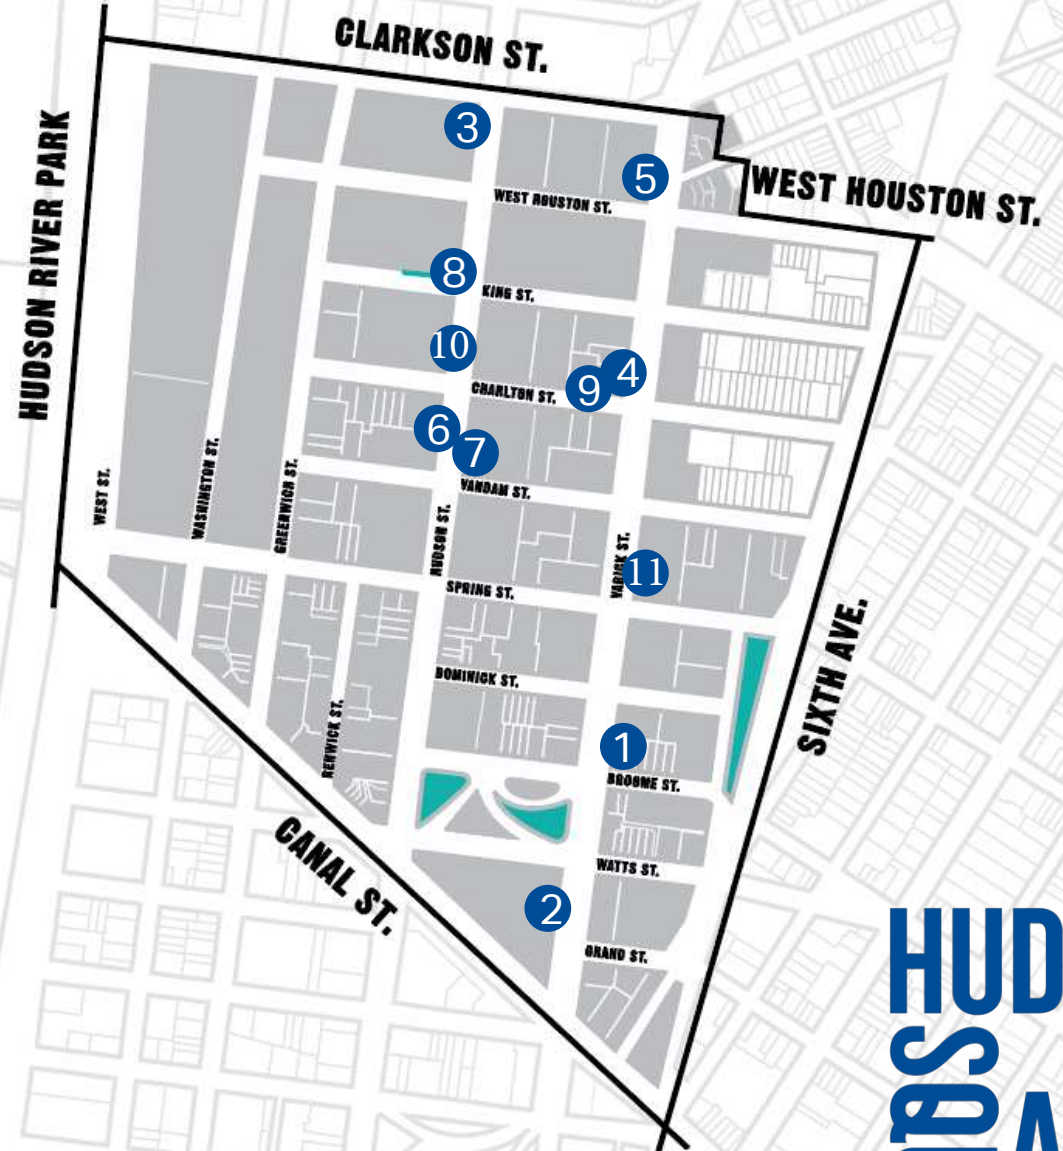 CLARKSON ST.
HUDSON RIVER PARK
3
5
WEST HOUSTON ST.
WEST HOUSTON ST.
8
KING ST.
10
4
9
CHARLTON ST.
6
7
VANDAM ST.
WEST ST.
WASHINGTON ST.
GREENWICH ST.
HUDSON ST.
VARICK ST.
11
SPRING ST.
SIXTH AVE.
DOMINICK ST.
RENWICK ST.
1
BROOME ST.
CANAL ST.
WATTS ST.
2
GRAND ST.
HUD
SQ
A